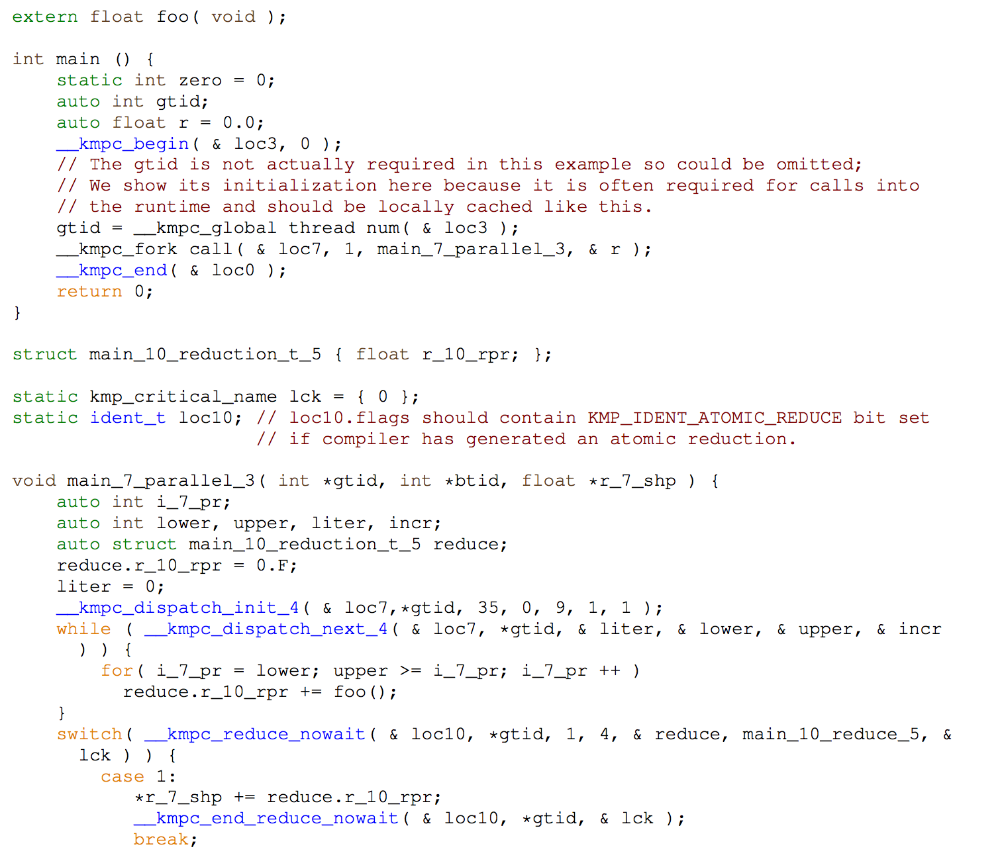 extern float foo( void );
int main () {
static int zero = 0;
auto int gtid;
auto float r = 0.0;
__kmpc_begin( & loc3, 0 );
// The gtid is not actually required in this example so could be omitted;
// We show its initialization here because it is often required for calls into
// the runtime and should be locally cached like this.
gtid = __kmpc_global thread num( & loc3 );
__kmpc_fork call( & loc7, 1, main_7_parallel_3, & r );
__kmpc_end( & loc0 );
return 0;
}
struct main_10_reduction_t_5 { float r_10_rpr; };
static kmp_critical_name lck = { 0 };
static ident_t loc10; // loc10.flags should contain KMP_IDENT_ATOMIC_REDUCE bit set
// if compiler has generated an atomic reduction.
void main_7_parallel_3( int *gtid, int *btid, float *r_7_shp ) {
auto int i_7_pr;
auto int lower, upper, liter, incr;
auto struct main_10_reduction_t_5 reduce;
reduce.r_10_rpr = 0.F;
liter = 0;
__kmpc_dispatch_init_4( & loc7,*gtid, 35, 0, 9, 1, 1 );
while ( __kmpc_dispatch_next_4( & loc7, *gtid, & liter, & lower, & upper, & incr
) ) {
for( i_7_pr = lower; upper >= i_7_pr; i_7_pr ++ )
reduce.r_10_rpr += foo();
}
switch( __kmpc_reduce_nowait( & loc10, *gtid, 1, 4, & reduce, main_10_reduce_5, &
lck ) ) {
case 1:
*r_7_shp += reduce.r_10_rpr;
__kmpc_end_reduce_nowait( & loc10, *gtid, & lck );
break;